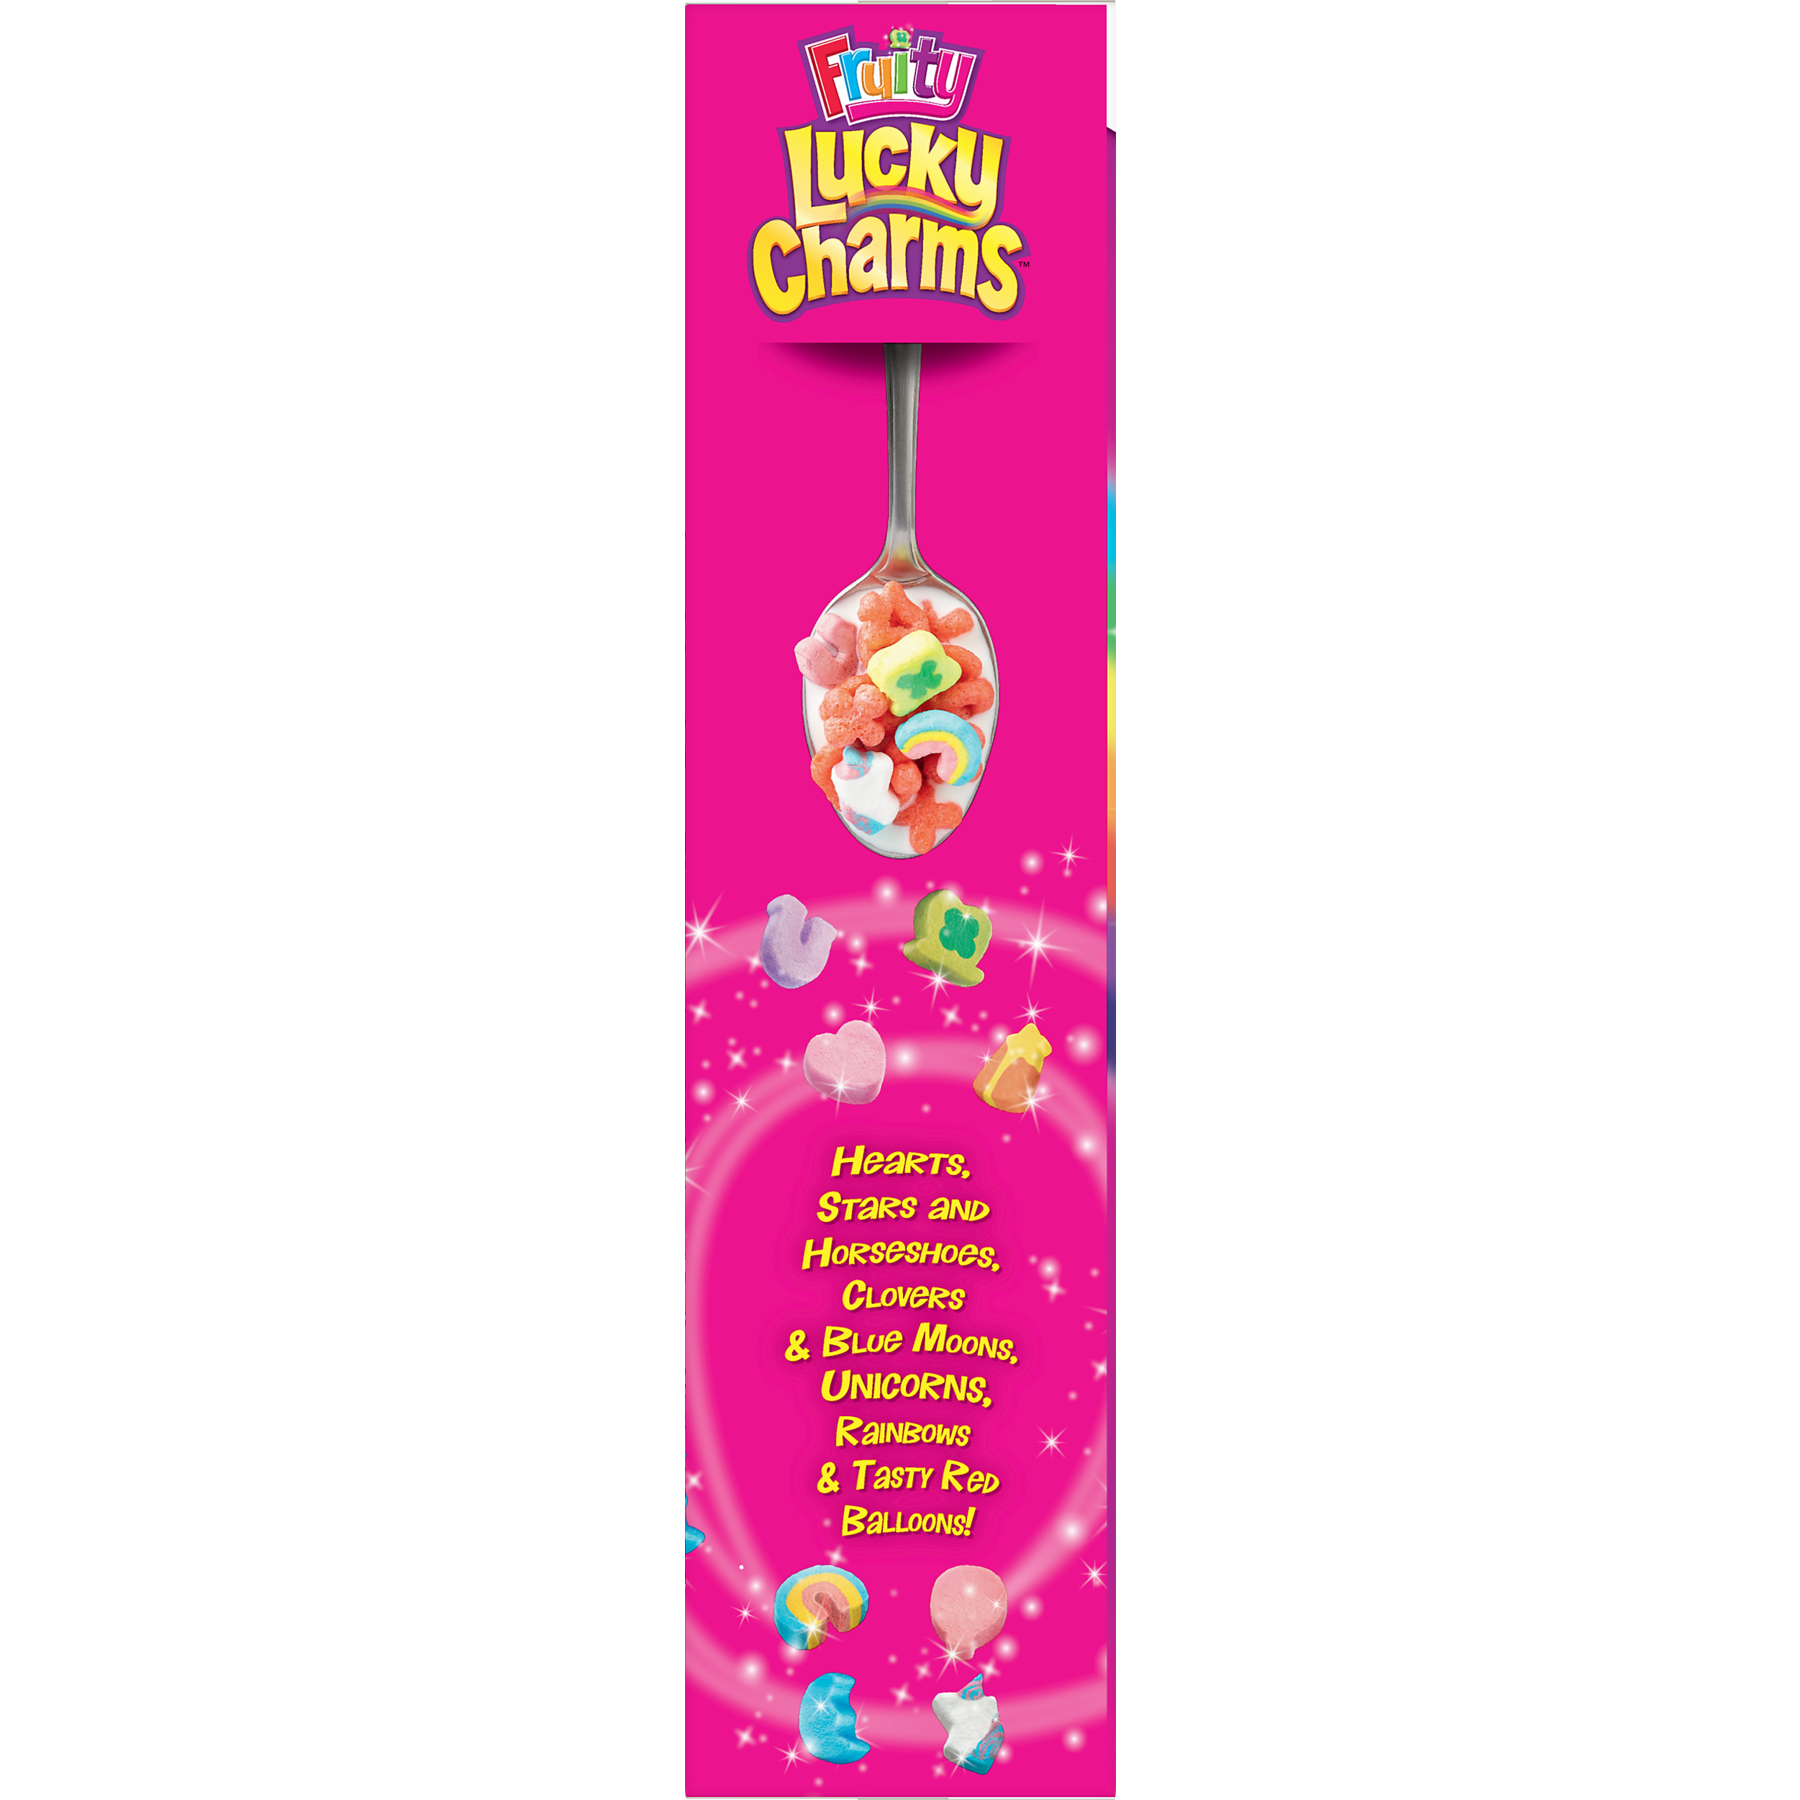 Fruity
Lucky
Charms™
Hearts,
Stars and
Horseshoes,
Clovers
& Blue Moons,
Unicorns,
Rainbows
& Tasty Red
Balloons!